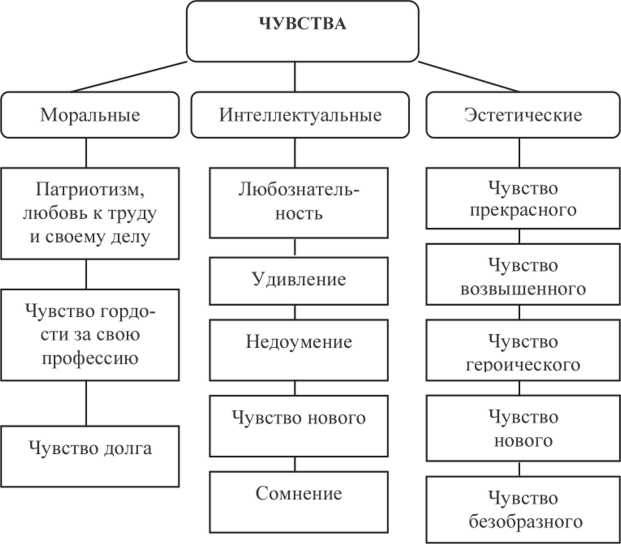 ЧУВСТВА
Моральные
Интеллектуальные
Эстетические
Патриотизм,
любовь к труду
и своему делу
Чувство гордо-
сти за свою
профессию
Чувство долга
Любознатель-
ность
Удивление
Недоумение
Чувство нового
Сомнение
Чувство
прекрасного
Чувство
возвышенного
Чувство
героического
Чувство
нового
Чувство
безобразного